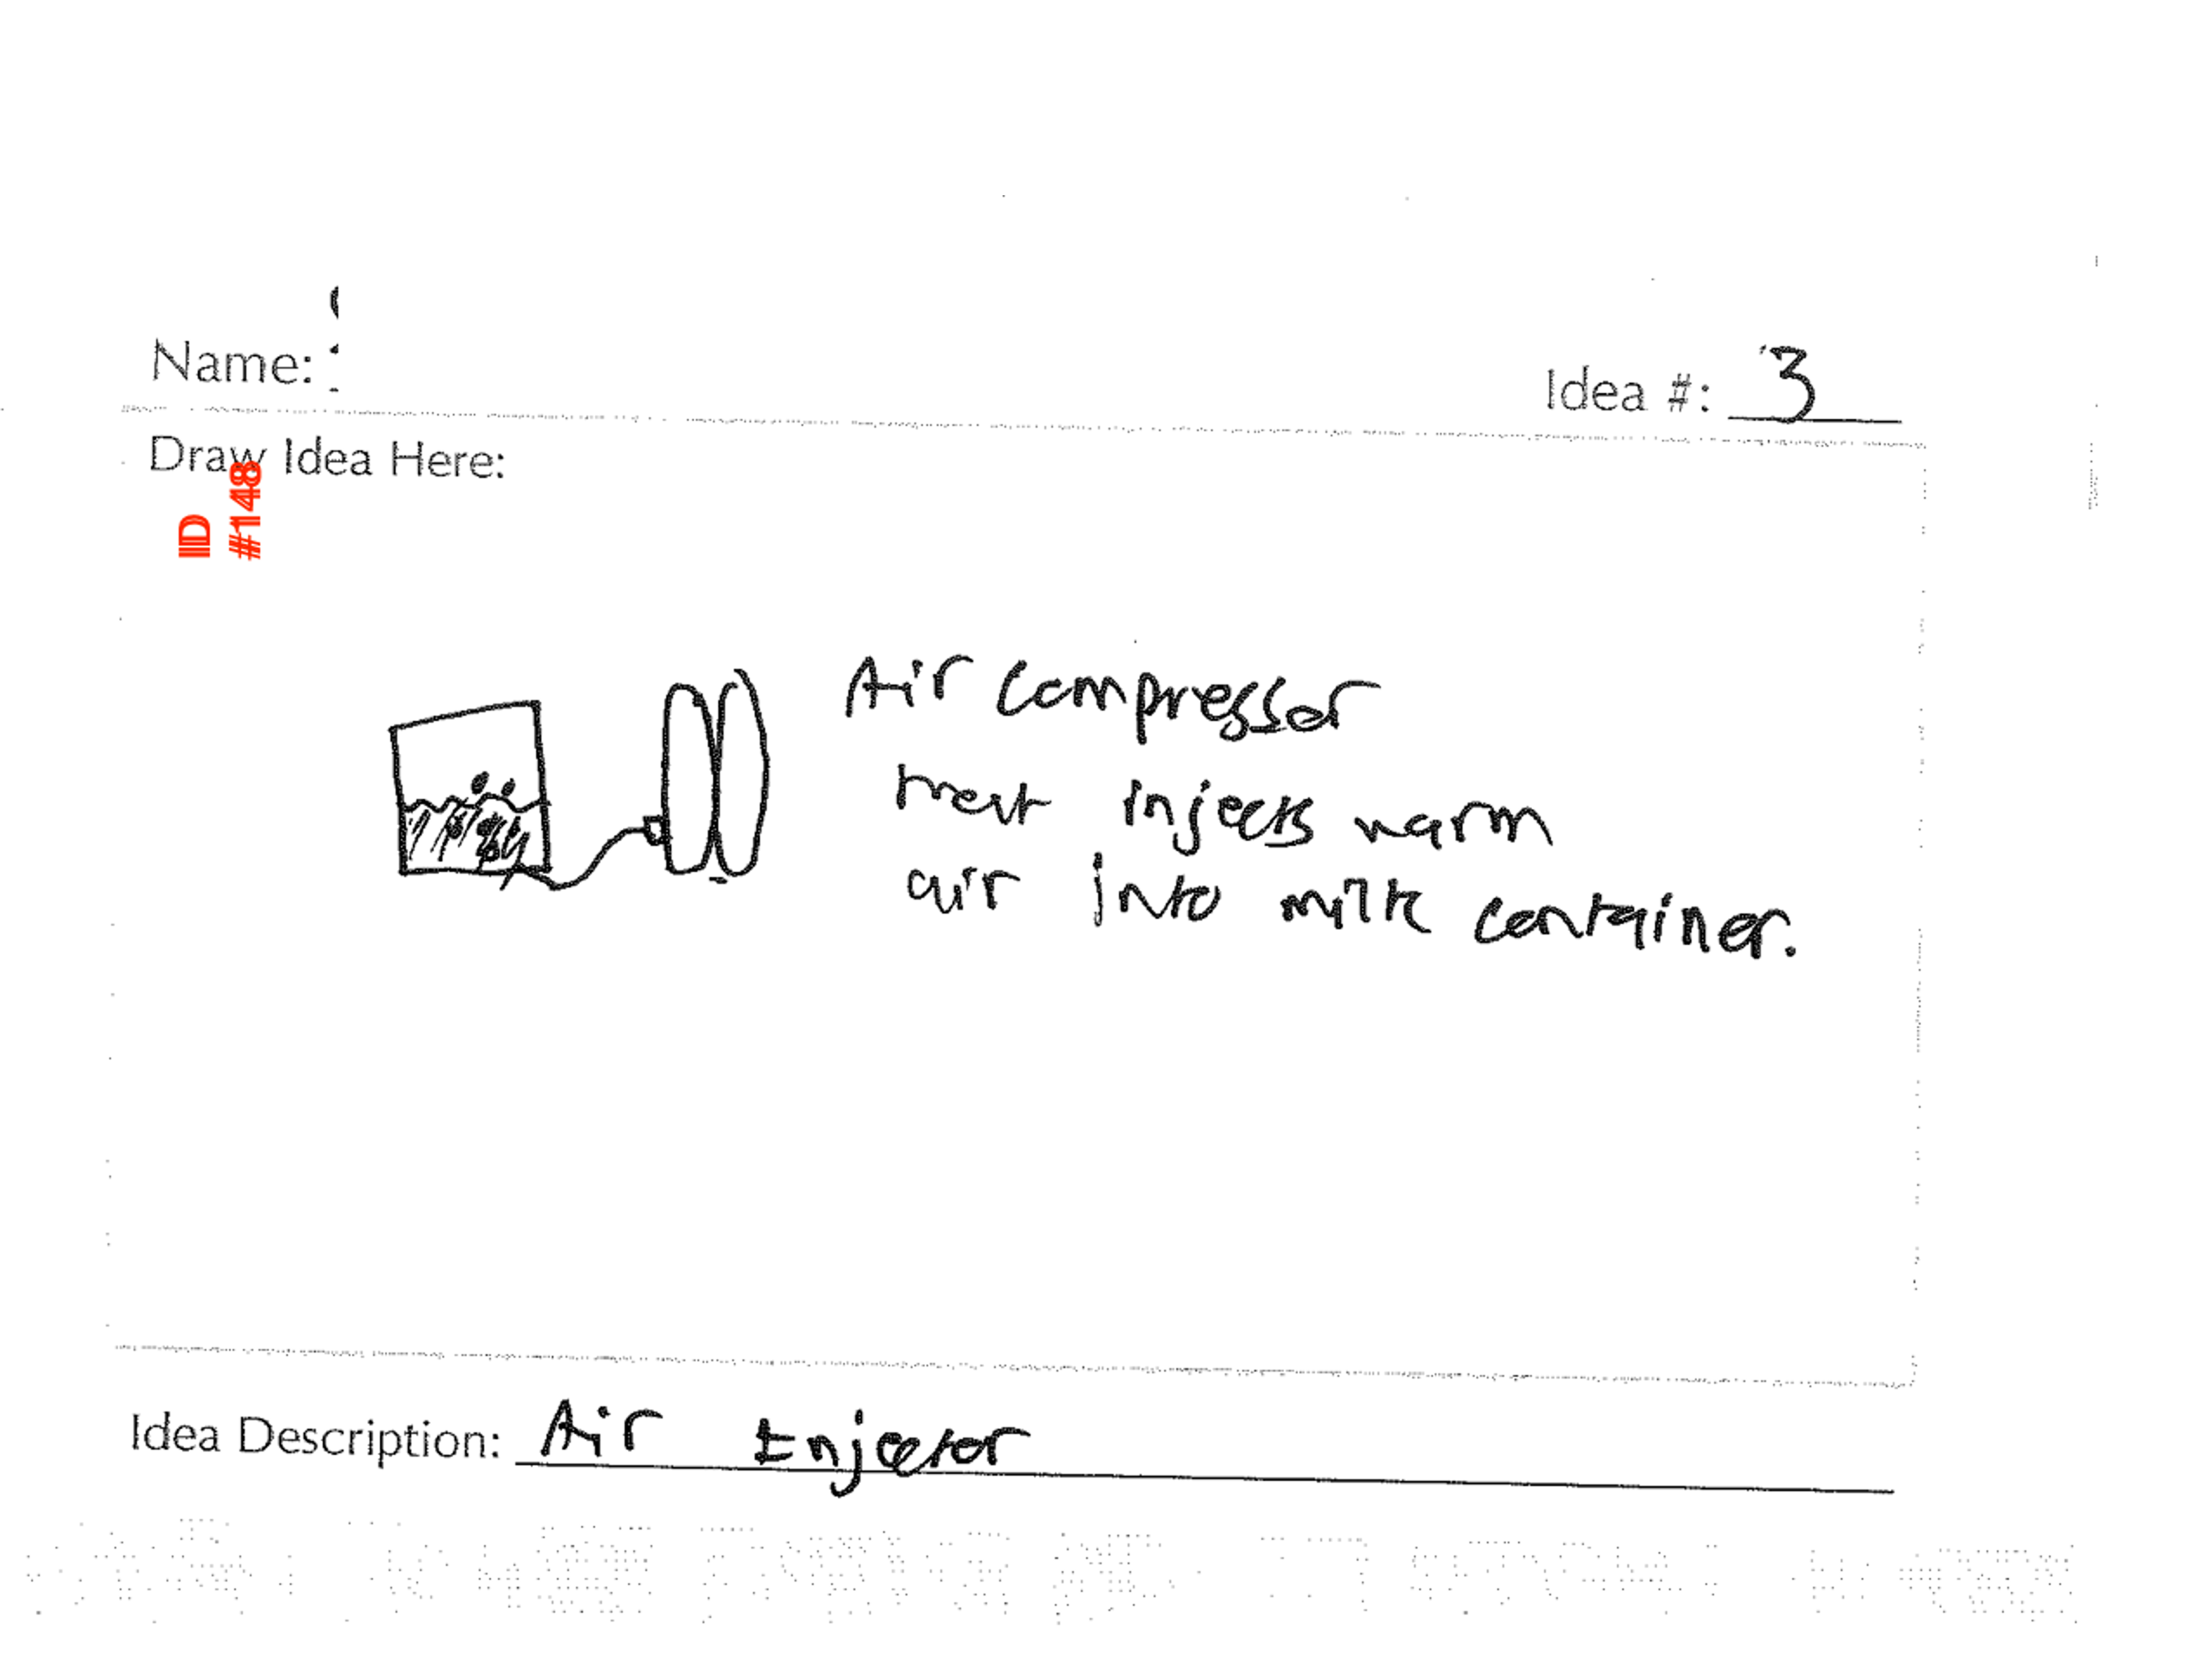 Name:
Idea #: 3
Draw Idea Here:
ID
#148
Air compressor
that injects warm
air into milk container.
Idea Description: Air Injector